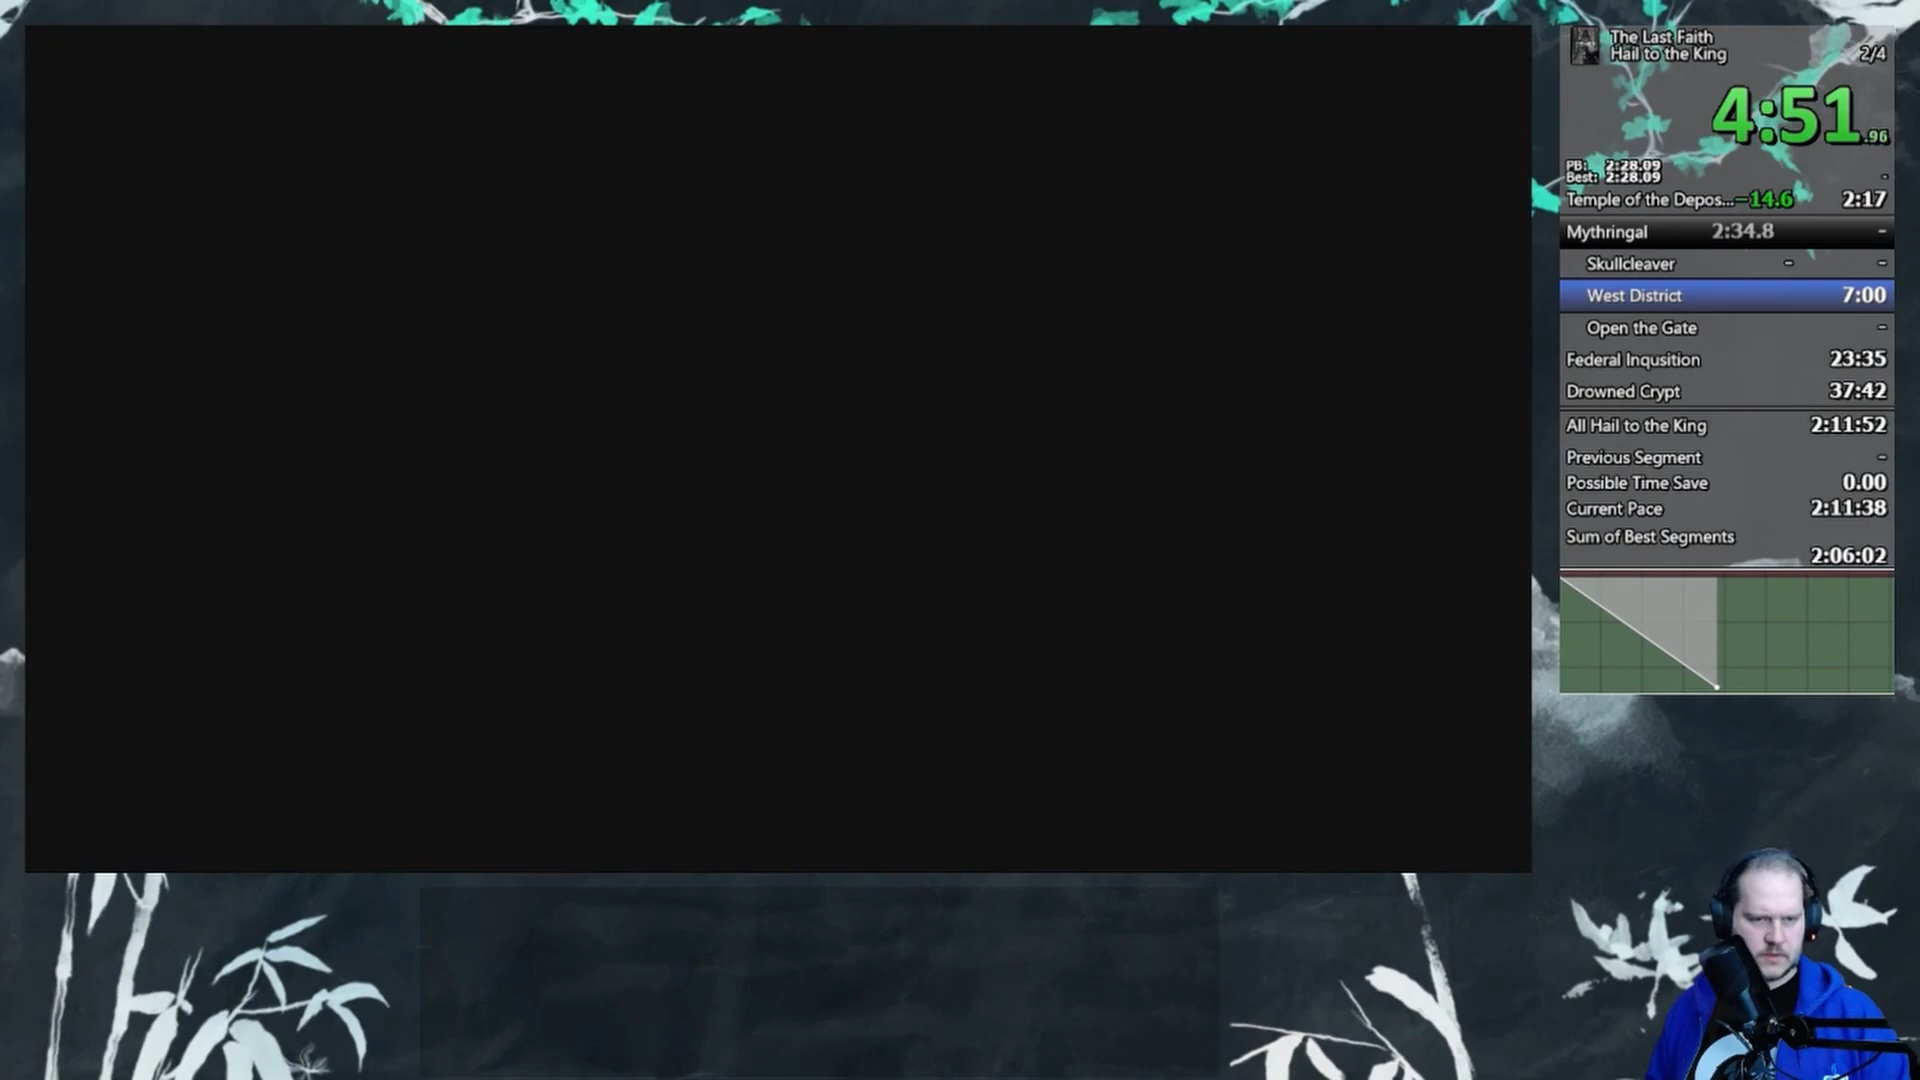 The Last Faith
Hail to the King 2/4
4:51.96
PB: 2:28.09
Best: 2:28.09 -
Temple of the Depos... −14.6 2:17
Mythringal 2:34.8 -
Skullcleaver - -
West District 7:00
Open the Gate -
Federal Inqusition 23:35
Drowned Crypt 37:42
All Hail to the King 2:11:52
Previous Segment -
Possible Time Save 0.00
Current Pace 2:11:38
Sum of Best Segments
2:06:02